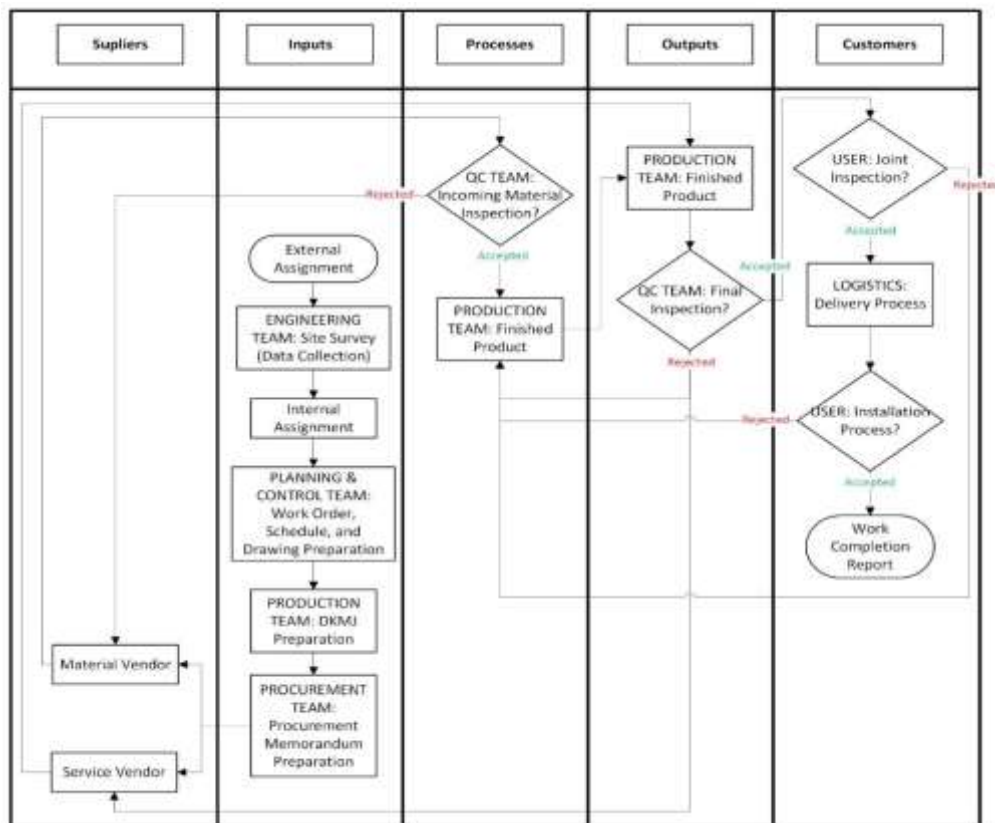 Supliers
Inputs
Processes
Outputs
Customers
QC TEAM:
Incoming Material
Inspection?
Rejected
Accepted
PRODUCTION
TEAM: Finished
Product
External
Assignment
ENGINEERING
TEAM: Site Survey
(Data Collection)
Internal
Assignment
PLANNING &
CONTROL TEAM:
Work Order,
Schedule, and
Drawing Preparation
PRODUCTION
TEAM: DKMJ
Preparation
PROCUREMENT
TEAM:
Procurement
Memorandum
Preparation
Material Vendor
Service Vendor
PRODUCTION
TEAM: Finished
Product
QC TEAM: Final
Inspection?
Accepted
Rejected
USER: Joint
Inspection?
Rejected
Accepted
LOGISTICS:
Delivery Process
USER: Installation
Process?
Rejected
Accepted
Work
Completion
Report